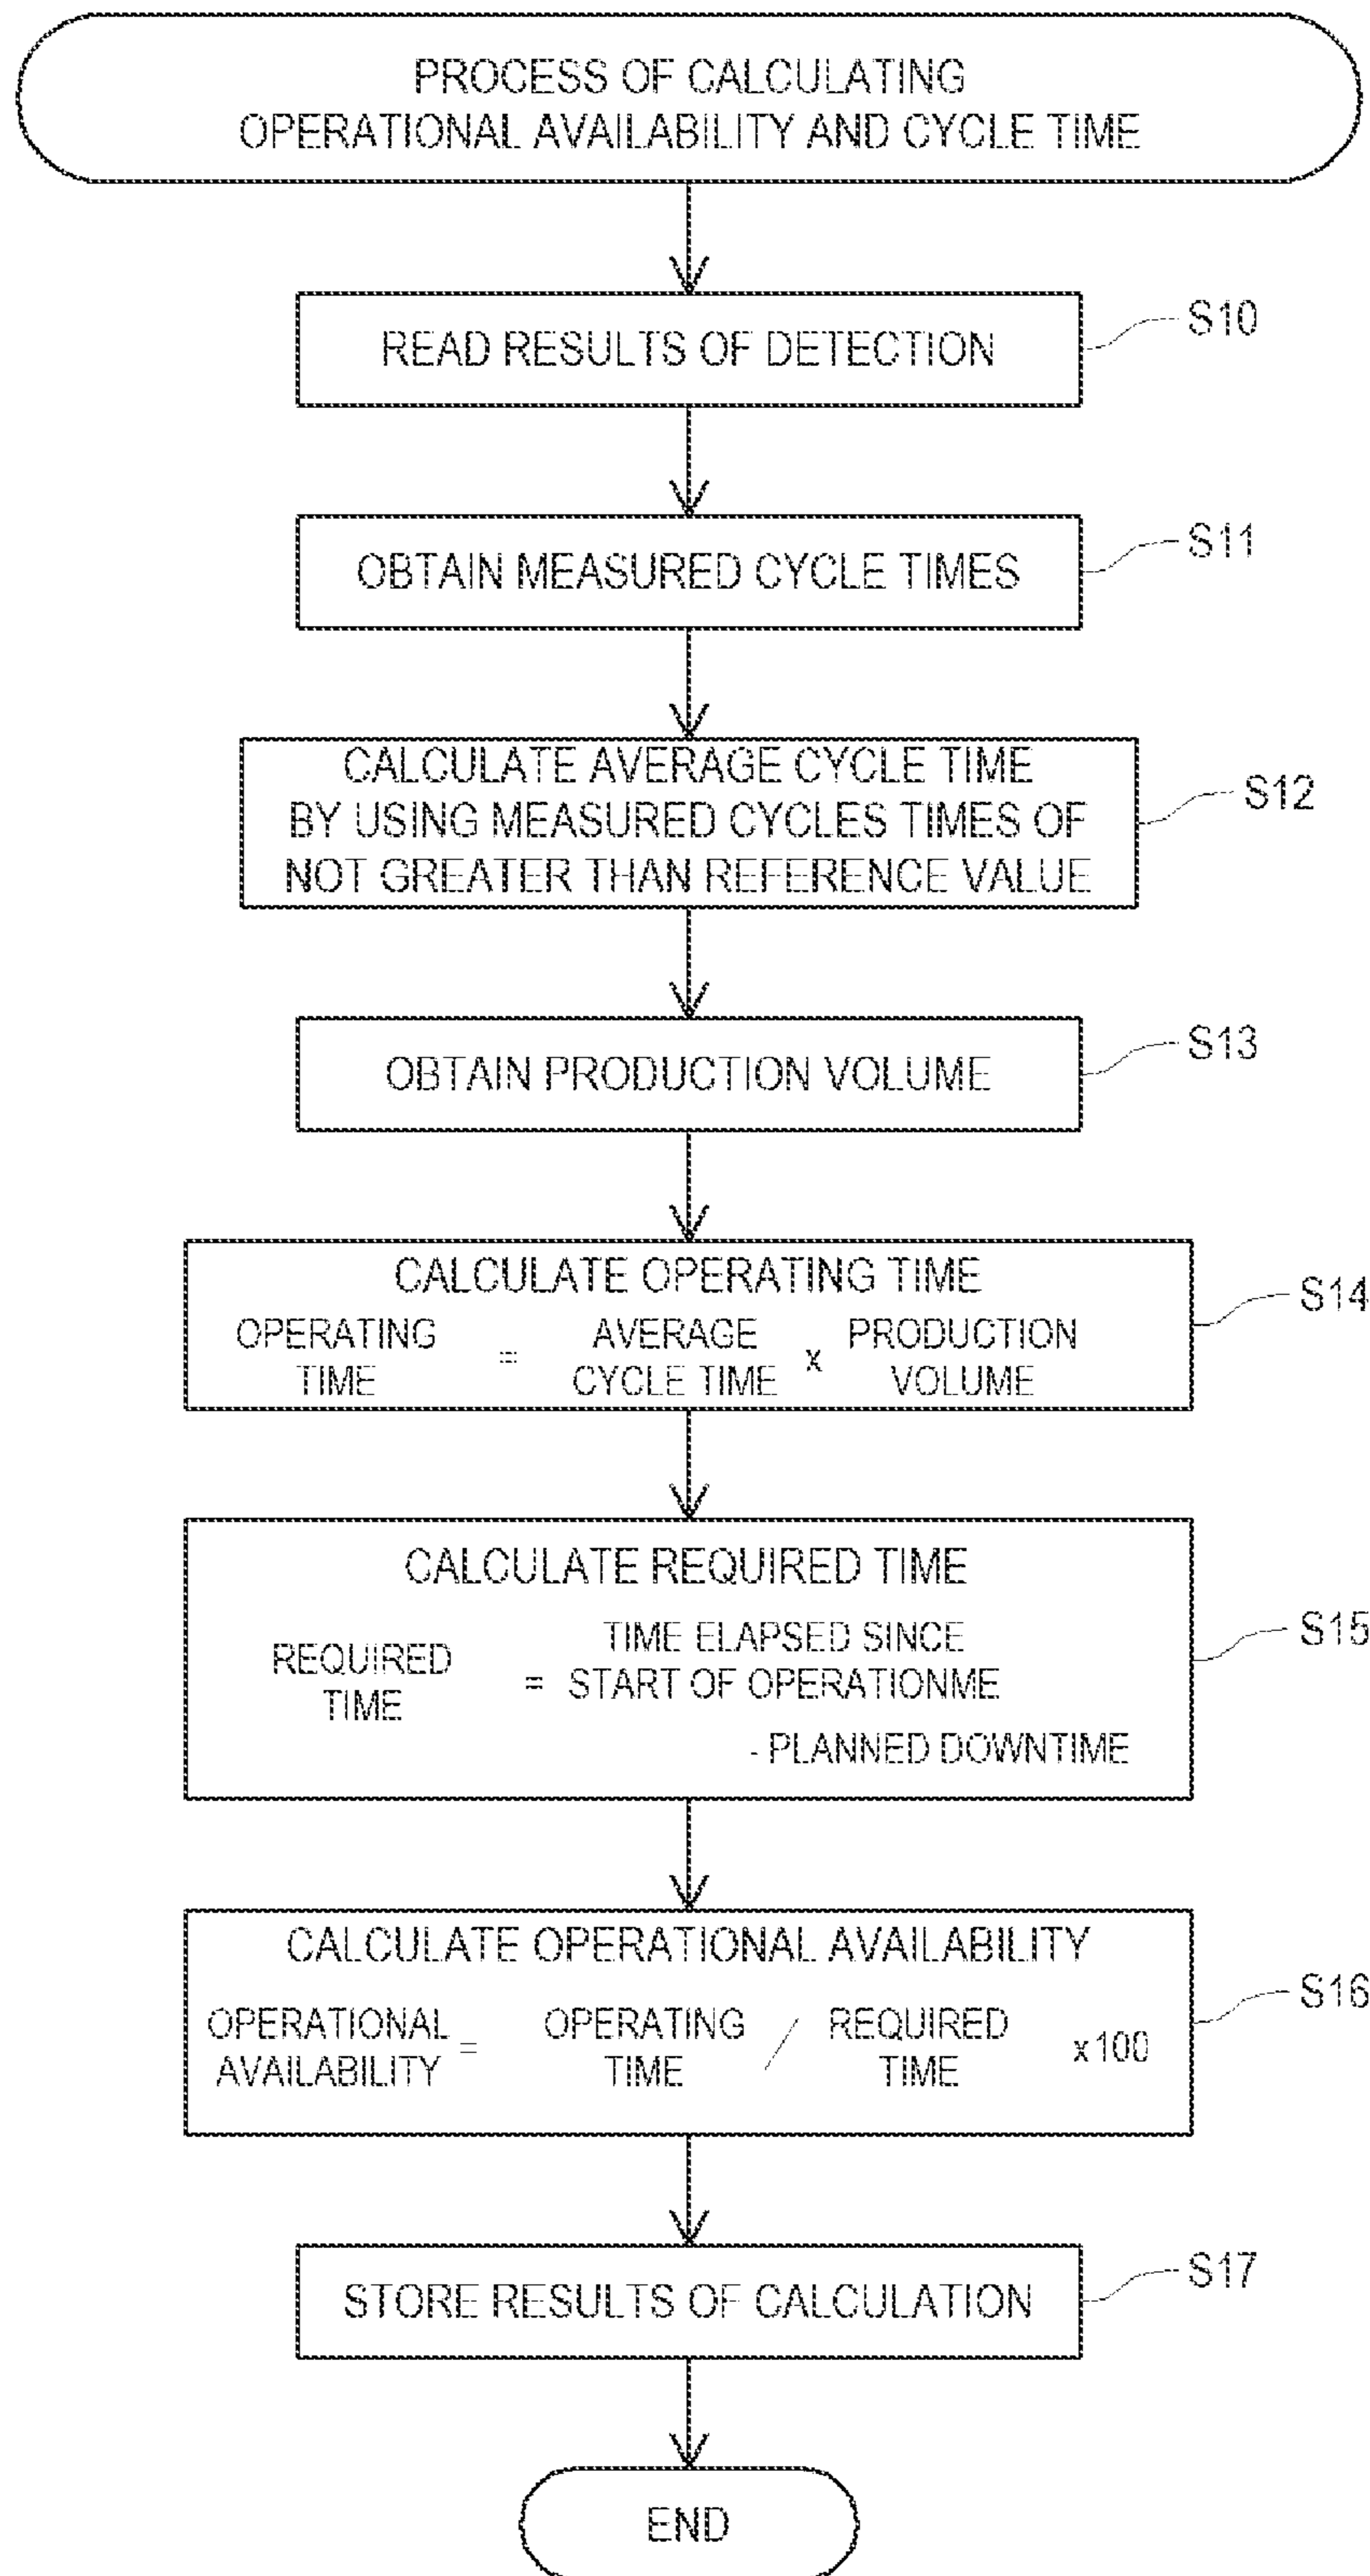 PROCESS OF CALCULATING
OPERATIONAL AVAILABILITY AND CYCLE TIME
READ RESULTS OF DETECTION
S10
OBTAIN MEASURED CYCLE TIMES
S11
CALCULATE AVERAGE CYCLE TIME
BY USING MEASURED CYCLES TIMES OF
NOT GREATER THAN REFERENCE VALUE
S12
OBTAIN PRODUCTION VOLUME
S13
CALCULATE OPERATING TIME
OPERATING TIME = AVERAGE CYCLE TIME x PRODUCTION VOLUME
S14
CALCULATE REQUIRED TIME
REQUIRED TIME = TIME ELAPSED SINCE
START OF OPERATIONME
- PLANNED DOWNTIME
S15
CALCULATE OPERATIONAL AVAILABILITY
OPERATIONAL AVAILABILITY = OPERATING TIME / REQUIRED TIME x100
S16
STORE RESULTS OF CALCULATION
S17
END